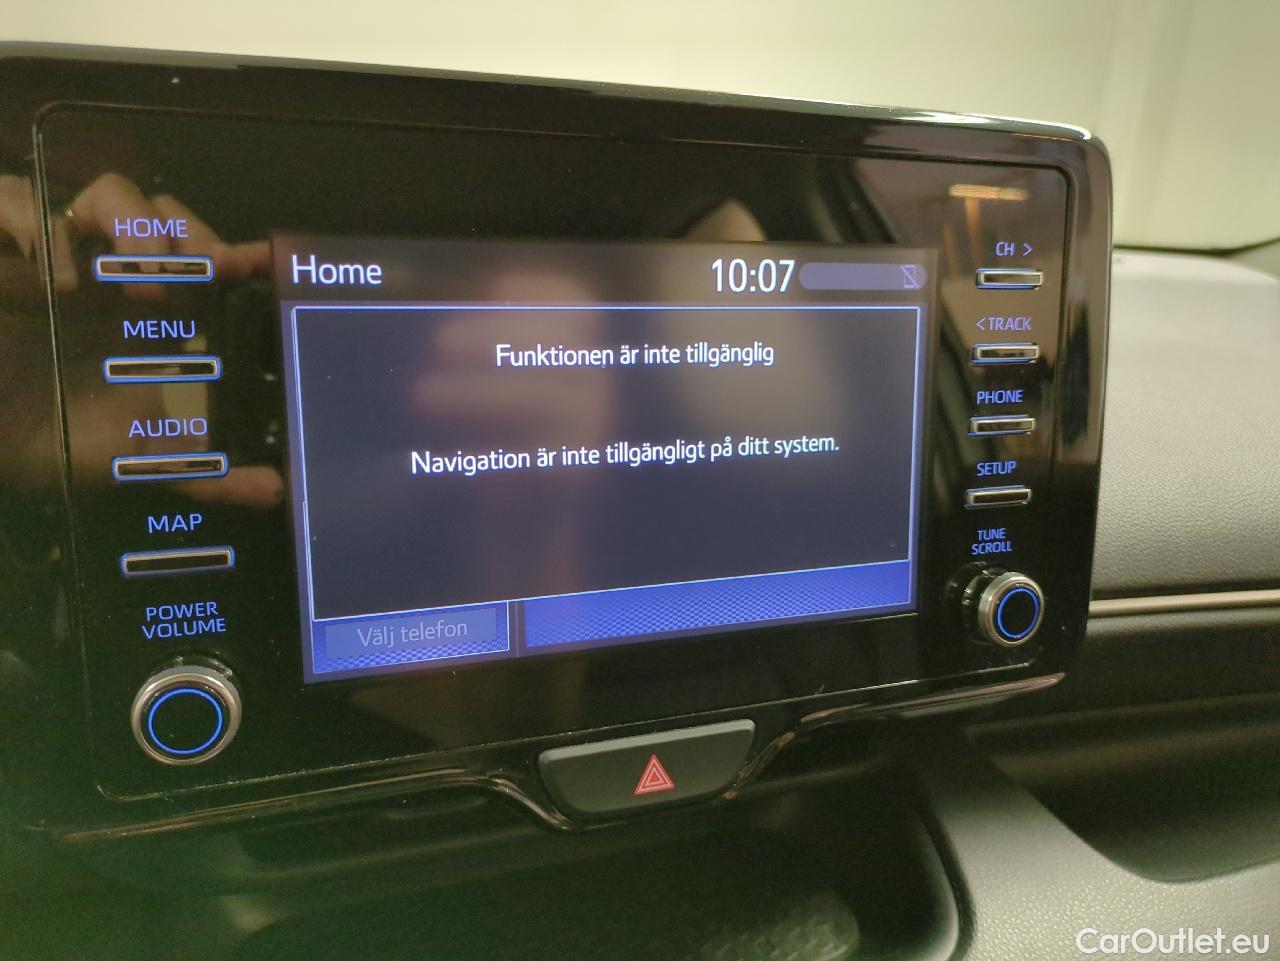 HOME
MENU
AUDIO
MAP
POWER
VOLUME
Home
10:07
Funktionen är inte tillgänglig
Navigation är inte tillgängligt på ditt system.
Välj telefon
CH >
<TRACK
PHONE
SETUP
TUNE
SCROLL
CarOutlet.eu